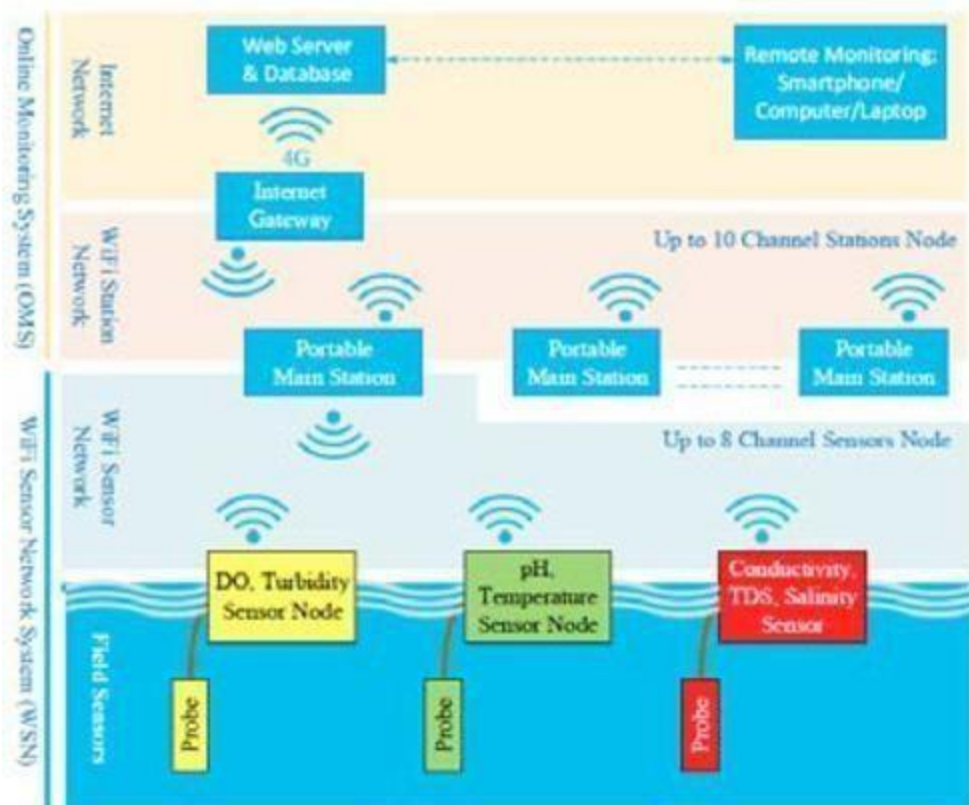 Online Monitoring System (OMS)
Internet
Network
Web Server
& Database
Remote Monitoring:
Smartphone/
Computer/Laptop
4G
Internet
Gateway
WiFi Station
Network
Up to 10 Channel Stations Node
Portable
Main Station
Portable
Main Station
Portable
Main Station
WiFi Sensor Network System (WSN)
WiFi Sensor
Network
Up to 8 Channel Sensors Node
DO, Turbidity
Sensor Node
pH,
Temperature
Sensor Node
Conductivity,
TDS, Salinity
Sensor
Field Sensors
Probe
Probe
Probe